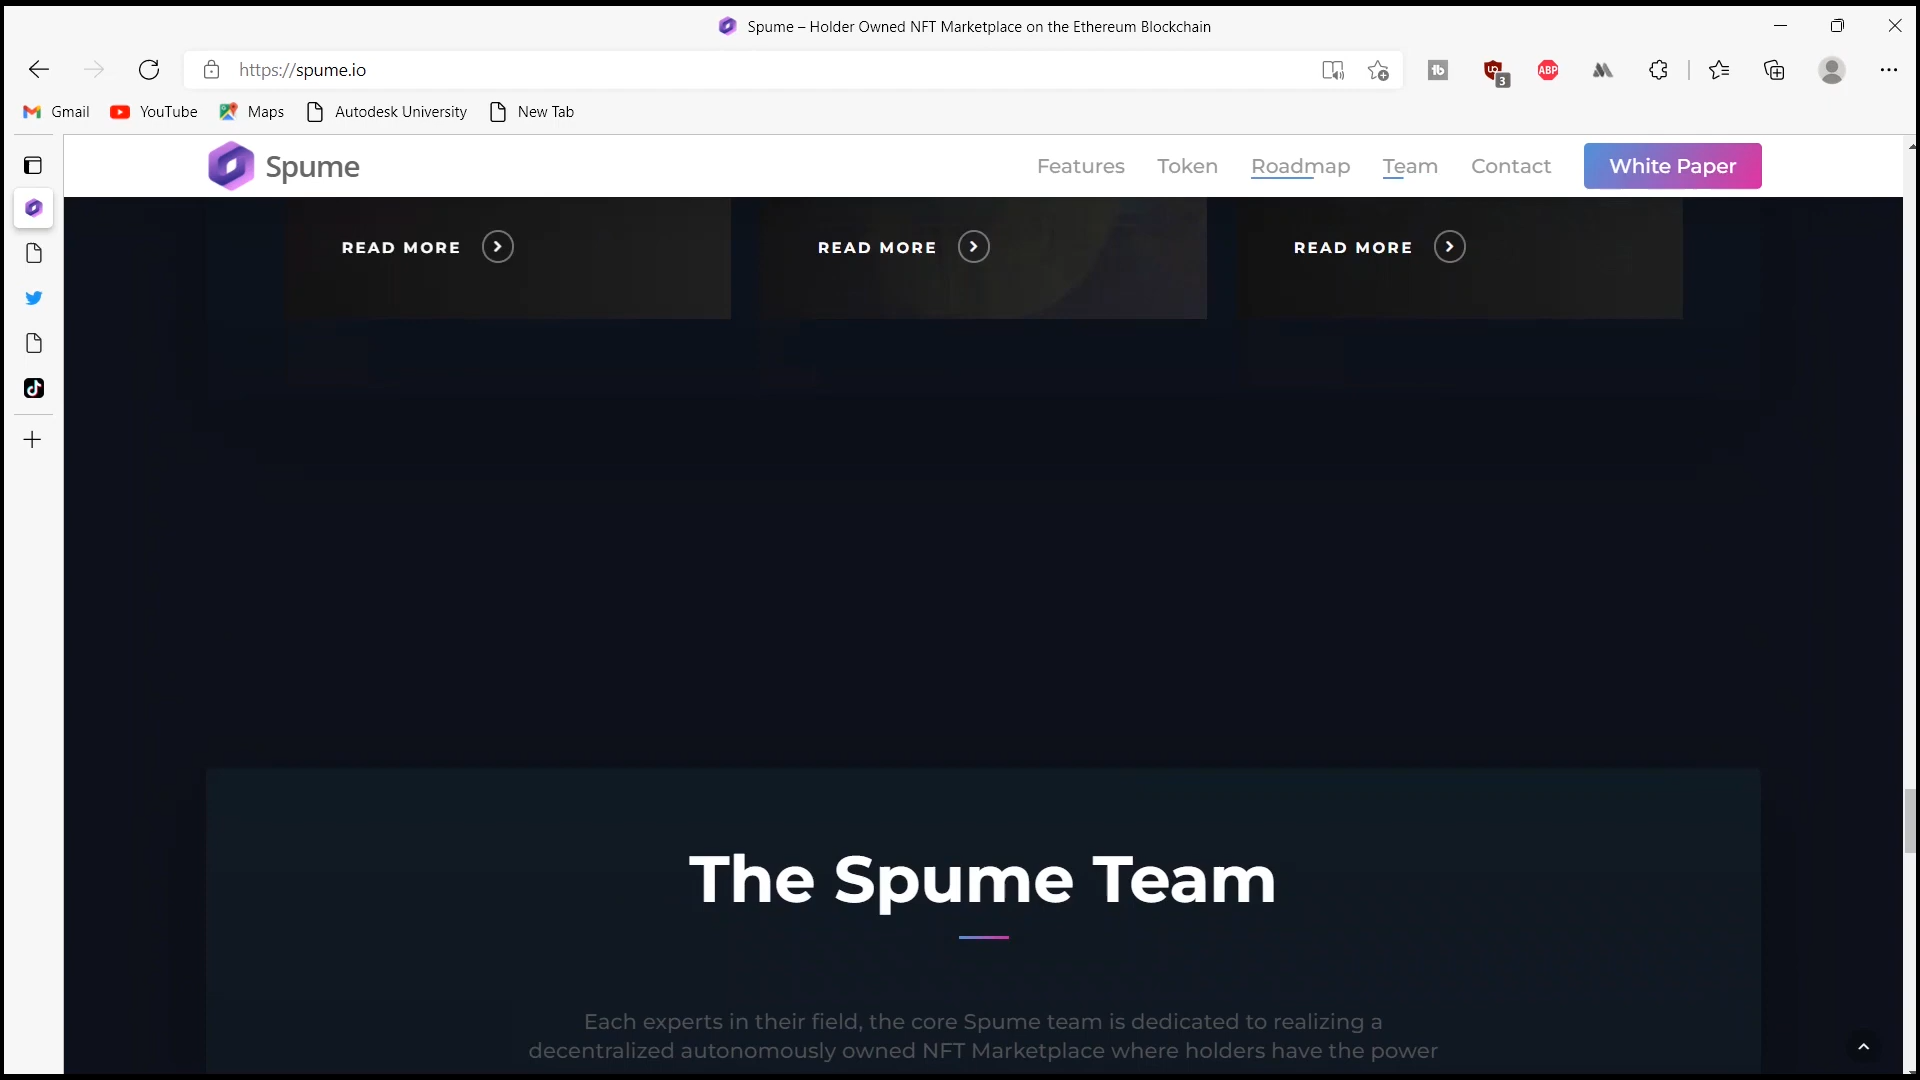 Spume – Holder Owned NFT Marketplace on the Ethereum Blockchain
https://spume.io
3
ABP
Gmail
YouTube
Maps
Autodesk University
New Tab
Spume
Features
Token
Roadmap
Team
Contact
White Paper
READ MORE
READ MORE
READ MORE
The Spume Team
Each experts in their field, the core Spume team is dedicated to realizing a
decentralized autonomously owned NFT Marketplace where holders have the power